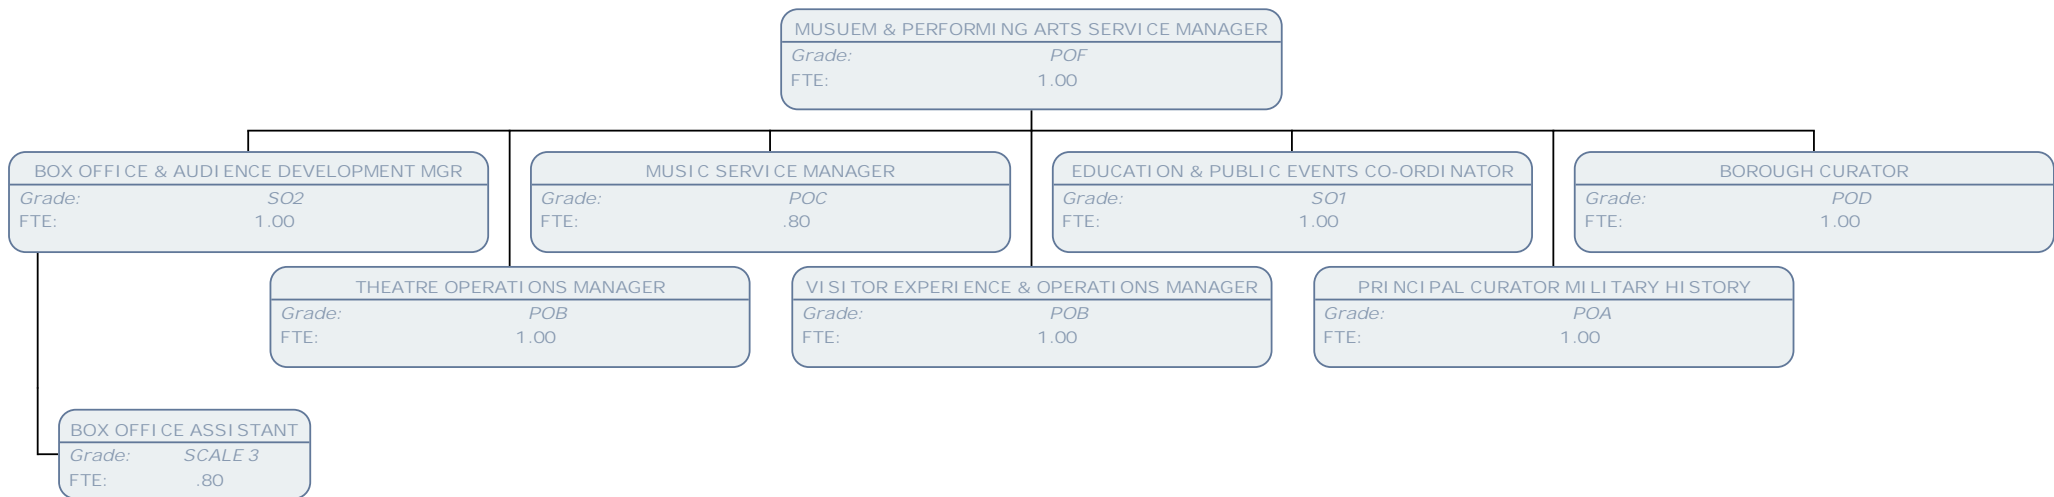 MUSUEM & PERFORMING ARTS SERVICE MANAGER
Grade: POF
FTE: 1.00
BOX OFFICE & AUDIENCE DEVELOPMENT MGR
Grade: SO2
FTE: 1.00
MUSIC SERVICE MANAGER
Grade: POC
FTE: .80
EDUCATION & PUBLIC EVENTS CO-ORDINATOR
Grade: SO1
FTE: 1.00
BOROUGH CURATOR
Grade: POD
FTE: 1.00
THEATRE OPERATIONS MANAGER
Grade: POB
FTE: 1.00
VISITOR EXPERIENCE & OPERATIONS MANAGER
Grade: POB
FTE: 1.00
PRINCIPAL CURATOR MILITARY HISTORY
Grade: POA
FTE: 1.00
BOX OFFICE ASSISTANT
Grade: SCALE 3
FTE: .80